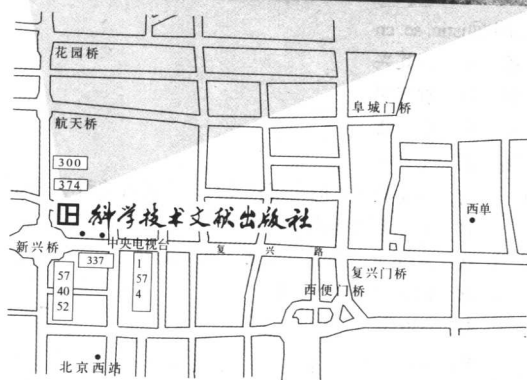 花园桥
阜城门桥
航天桥
300
374
科学技术文献出版社
西单
新兴桥
中央电视台
复兴路
337
57
40
52
1
57
4
复兴门桥
西便门桥
北京西站